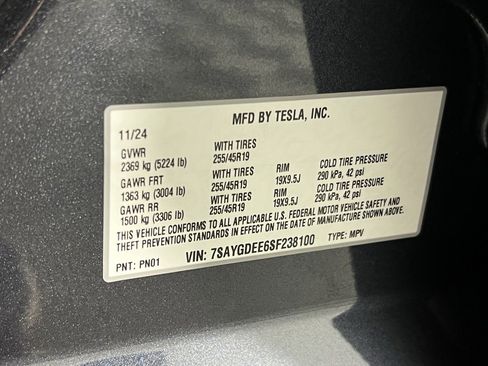 MFD BY TESLA, INC.
11/24
GVWR WITH TIRES
2369 kg (5224 lb) 255/45R19
GAWR FRT WITH TIRES RIM COLD TIRE PRESSURE
1363 kg (3004 lb) 255/45R19 19X9.5J 290 kPa, 42 psi
GAWR RR WITH TIRES RIM COLD TIRE PRESSURE
1500 kg (3306 lb) 255/45R19 19X9.5J 290 kPa, 42 psi
THIS VEHICLE CONFORMS TO ALL APPLICABLE U.S. FEDERAL MOTOR VEHICLE SAFETY AND
THEFT PREVENTION STANDARDS IN EFFECT ON THE DATE OF MANUFACTURE SHOWN ABOVE.
VIN: 7SAYGDEE6SF238100 TYPE: MPV
PNT: PN01